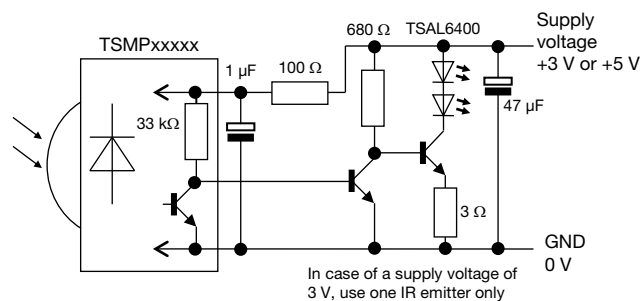 TSMPxxxxx
33 kΩ
1 µF
100 Ω
680 Ω
TSAL6400
Supply
voltage
+3 V or +5 V
47 µF
3 Ω
GND
0 V
In case of a supply voltage of
3 V, use one IR emitter only